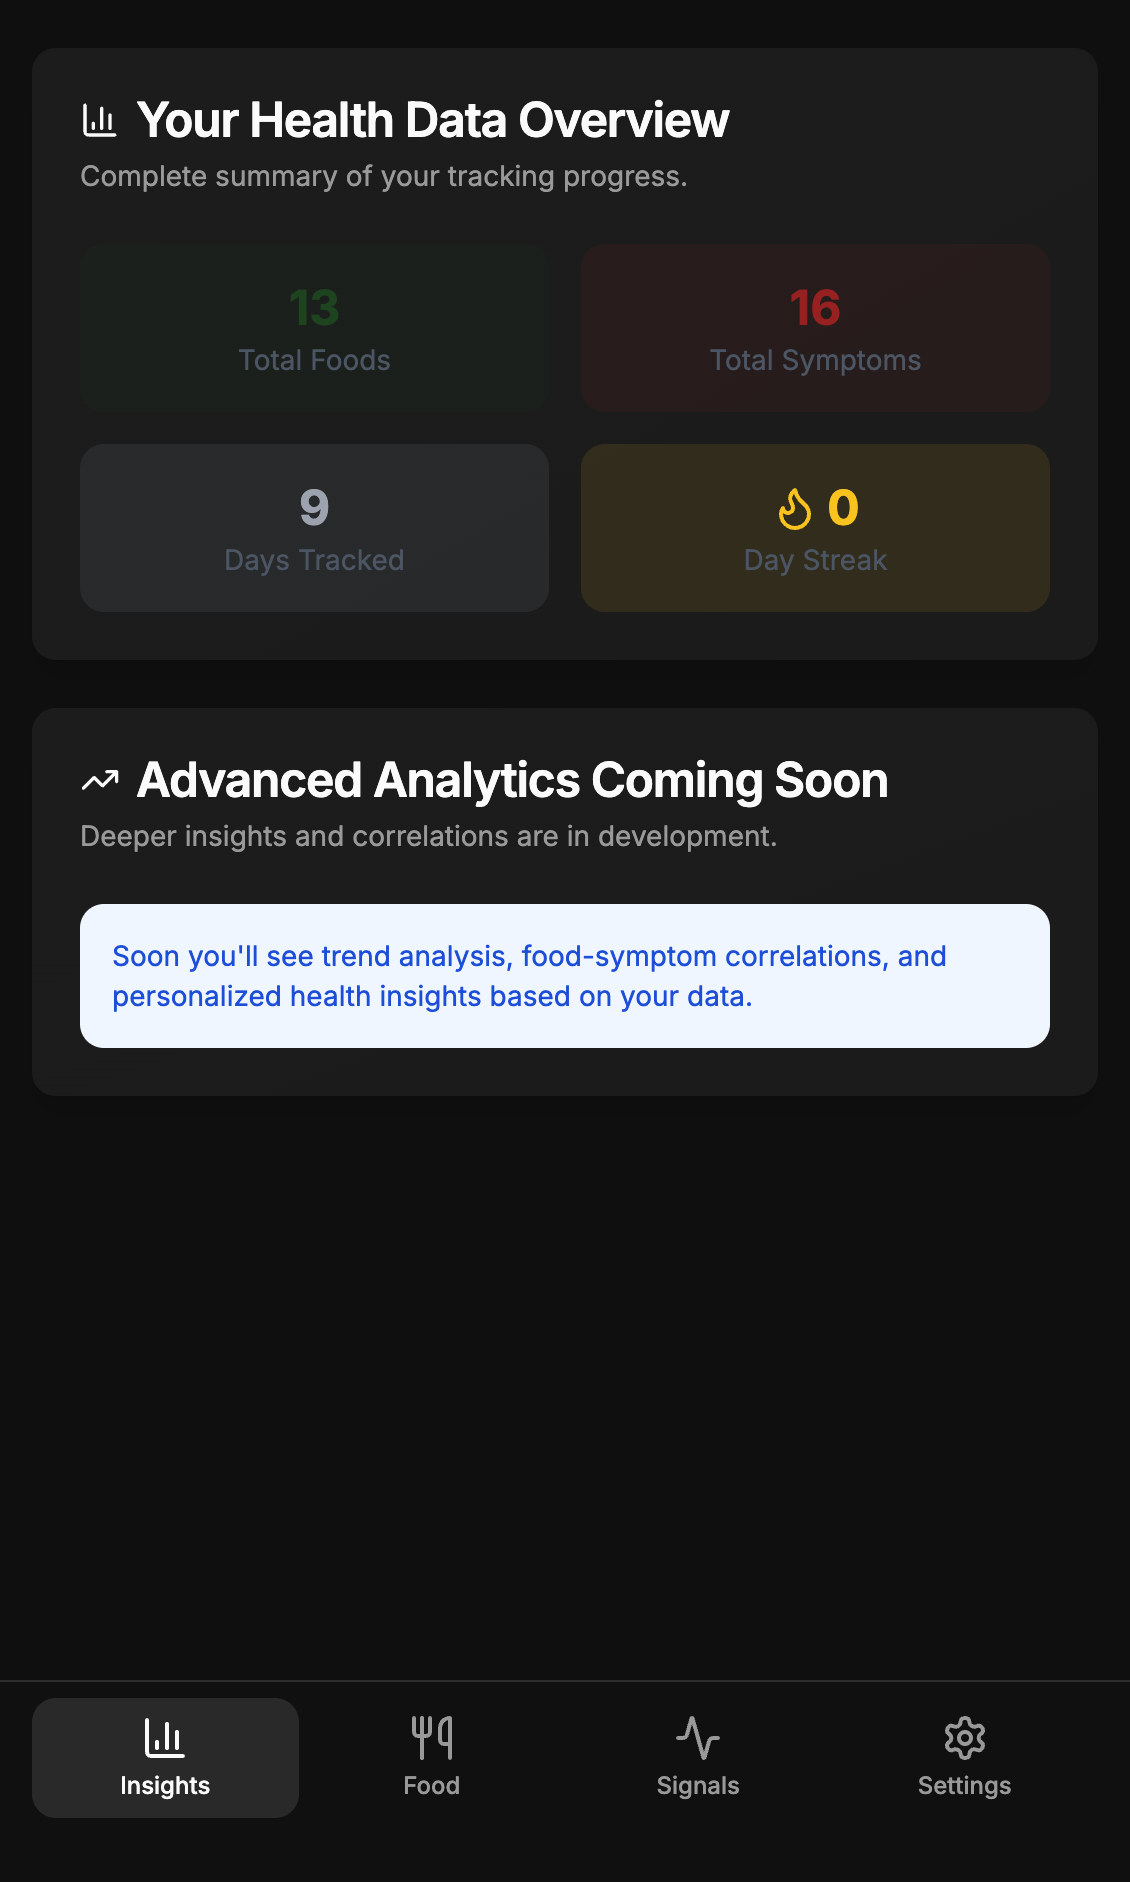 Your Health Data Overview
Complete summary of your tracking progress.
13
Total Foods
16
Total Symptoms
9
Days Tracked
0
Day Streak
Advanced Analytics Coming Soon
Deeper insights and correlations are in development.
Soon you'll see trend analysis, food-symptom correlations, and
personalized health insights based on your data.
Insights
Food
Signals
Settings